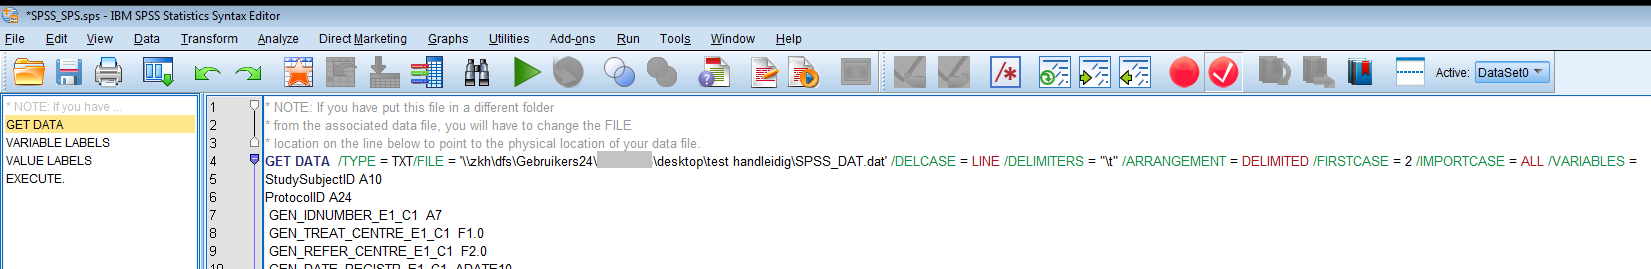 *SPSS_SPS.sps - IBM SPSS Statistics Syntax Editor
File Edit View Data Transform Analyze Direct Marketing Graphs Utilities Add-ons Run Tools Window Help
Active: DataSet0
* NOTE: If you have ...
GET DATA
VARIABLE LABELS
VALUE LABELS
EXECUTE.
1 * NOTE: If you have put this file in a different folder
2 * from the associated data file, you will have to change the FILE
3 * location on the line below to point to the physical location of your data file.
4 GET DATA /TYPE = TXT/FILE = '\\zkh\dfs\Gebruikers24\ \desktop\test handleidig\SPSS_DAT.dat' /DELCASE = LINE /DELIMITERS = "\t" /ARRANGEMENT = DELIMITED /FIRSTCASE = 2 /IMPORTCASE = ALL /VARIABLES =
5 StudySubjectID A10
6 ProtocolID A24
7 GEN_IDNUMBER_E1_C1 A7
8 GEN_TREAT_CENTRE_E1_C1 F1.0
9 GEN_REFER_CENTRE_E1_C1 F2.0
10 GEN_DATE_REGISTR_E1_C1 ADATE10